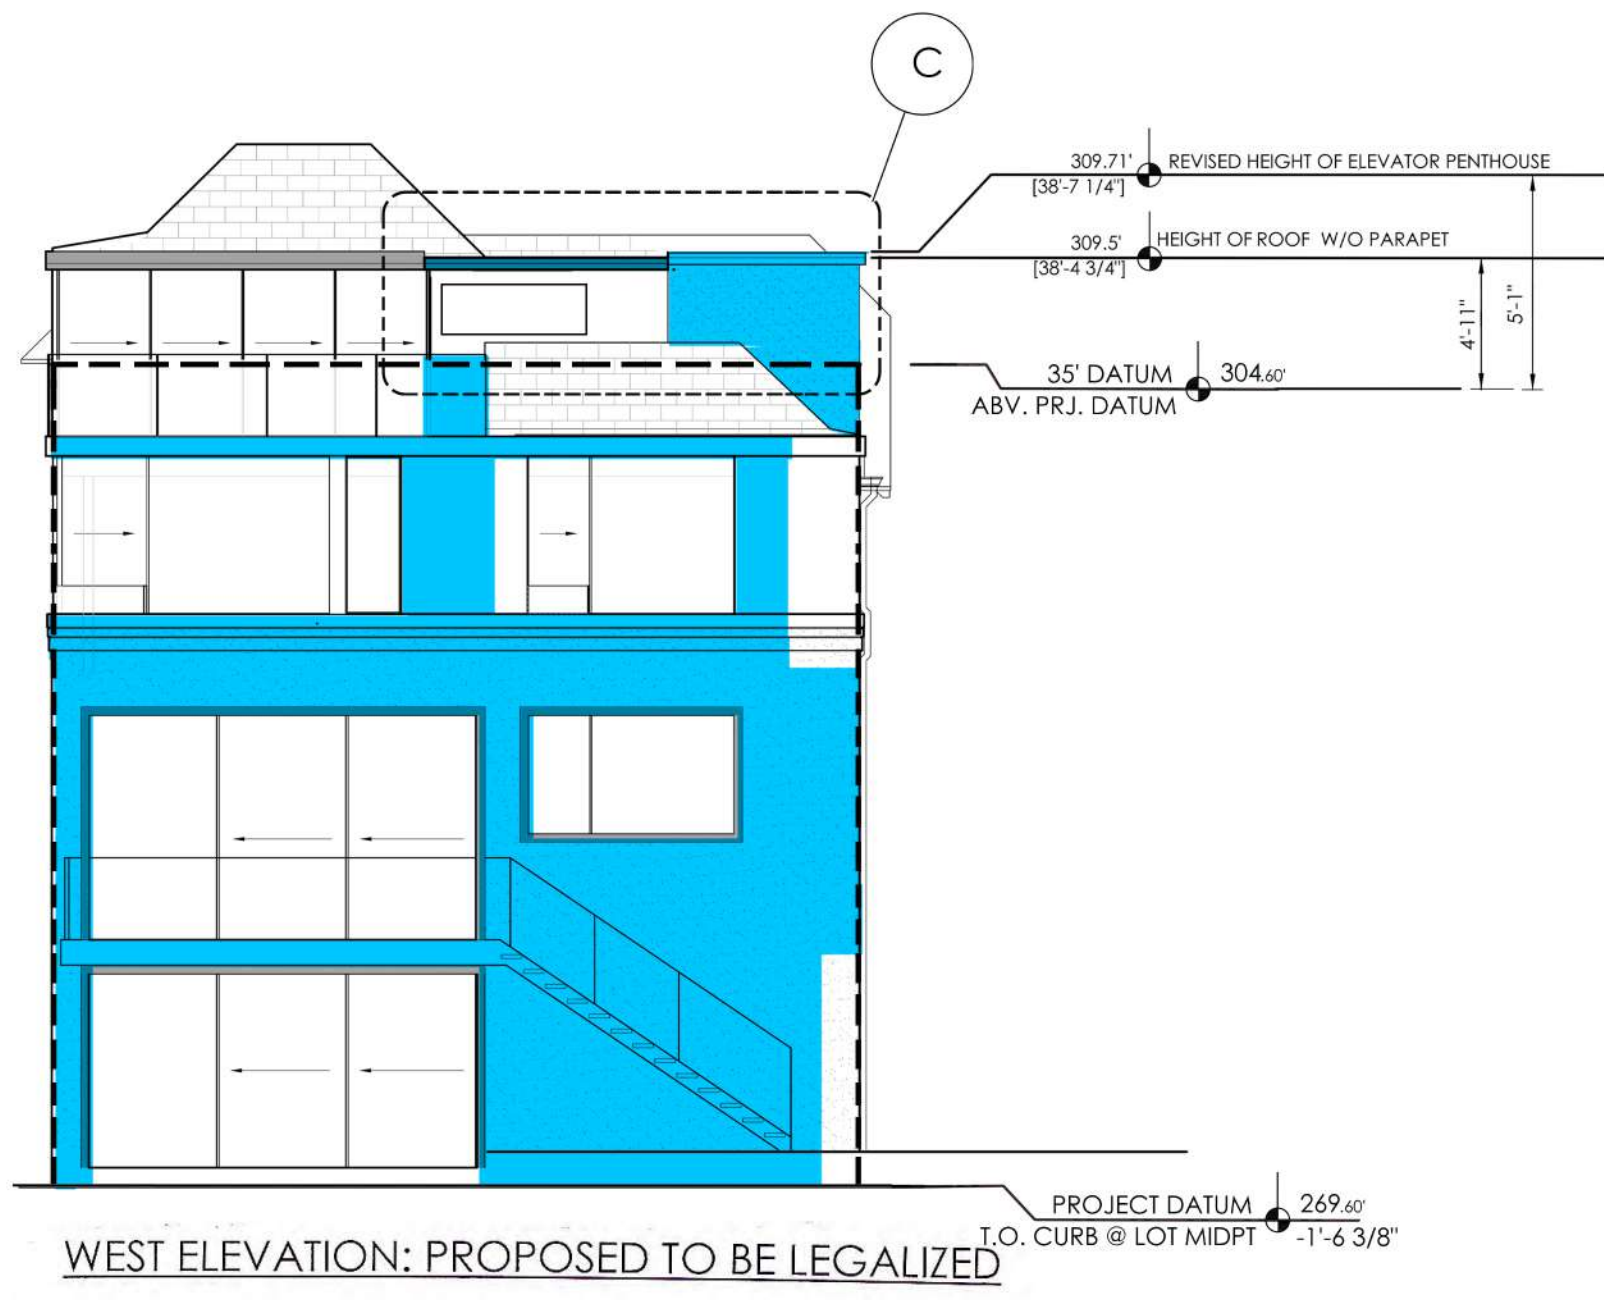 C
309.71' REVISED HEIGHT OF ELEVATOR PENTHOUSE
[38'-7 1/4"]
309.5' HEIGHT OF ROOF W/O PARAPET
[38'-4 3/4"]
4'-11"
5'-1"
35' DATUM 304.60'
ABV. PRJ. DATUM
PROJECT DATUM 269.60'
T.O. CURB @ LOT MIDPT -1'-6 3/8"
WEST ELEVATION: PROPOSED TO BE LEGALIZED